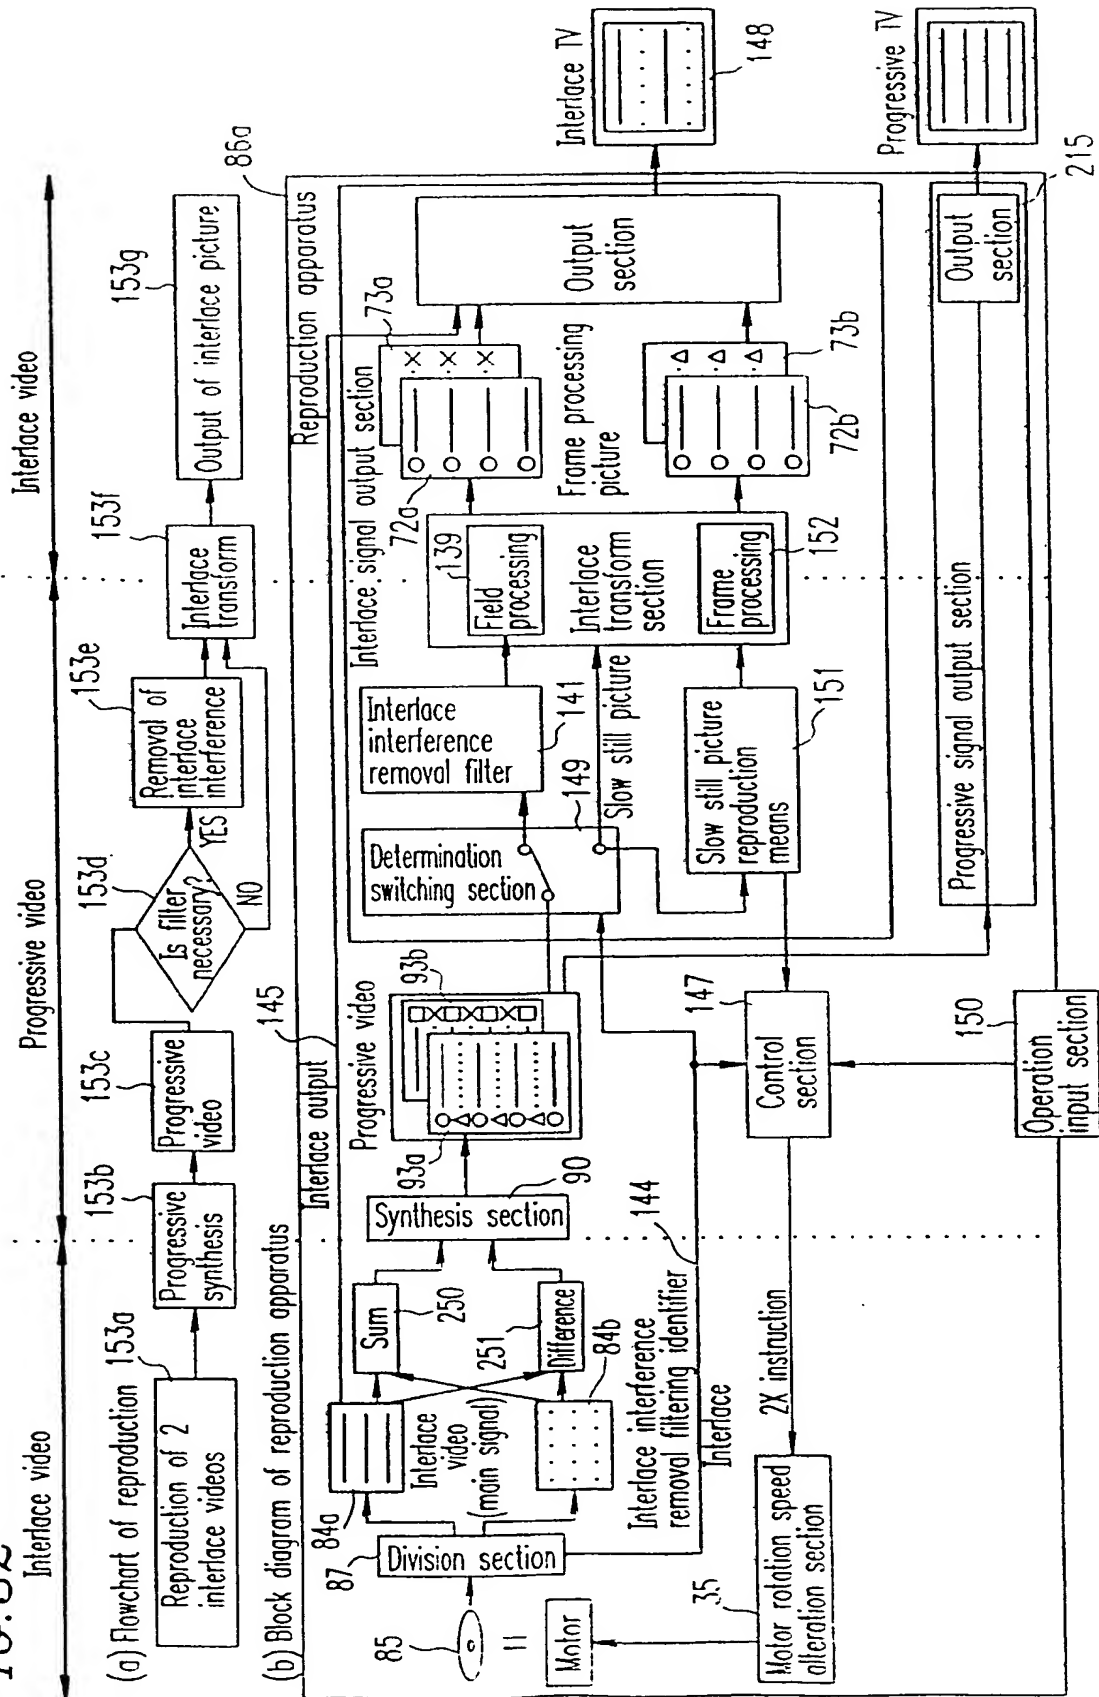 Interlace video
Progressive video
Interlace video
(a) Flowchart of reproduction
153a
Reproduction of 2
interlace videos
153b
Progressive
synthesis
153c
Progressive
video
153d
Is filter
necessary?
YES
NO
153e
Removal of
interlace
interference
153f
Interlace
transform
153g
Output of interlace picture
(b) Block diagram of reproduction apparatus
Interlace output
145
Reproduction apparatus
86a
85
Motor
87
Division section
84a
Interlace
video
(main signal)
84b
Sum
250
251
Difference
Synthesis section
90
Progressive video
93a
93b
Interlace interference
removal filtering identifier
144
Interlace
Determination
switching section
149
Interlace
interference
removal filter
141
Slow still picture
Slow still picture
reproduction
means
151
Interlace signal output section
139
Field
processing
Interlace
transform
section
Frame
processing
152
72a
73a
Frame processing
picture
72b
73b
Output
section
Interlace TV
148
Motor rotation speed
alteration section
35
2X instruction
Control
section
147
Operation
input section
150
Progressive signal output section
Output
section
215
Progressive TV